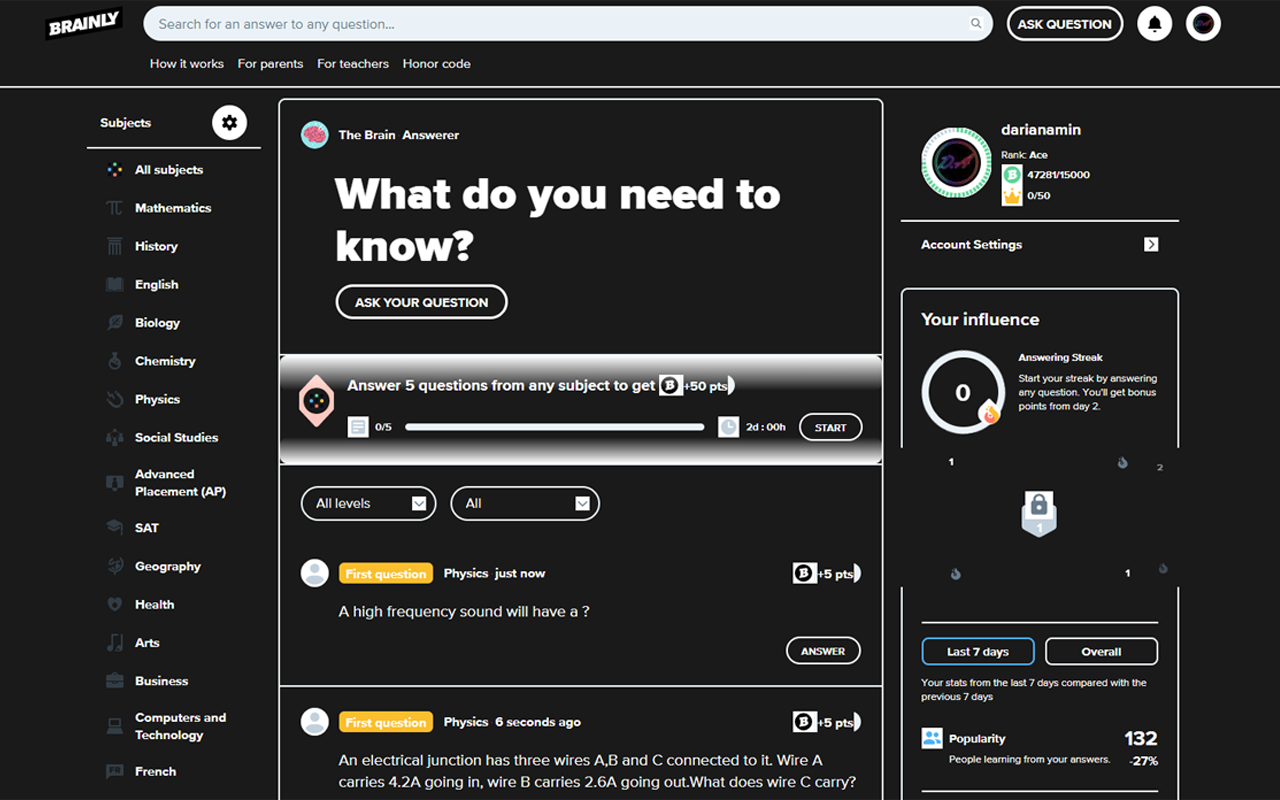 BRAINLY
Search for an answer to any question...
ASK QUESTION
How it works For parents For teachers Honor code
Subjects
All subjects
Mathematics
History
English
Biology
Chemistry
Physics
Social Studies
Advanced
Placement (AP)
SAT
Geography
Health
Arts
Business
Computers and
Technology
French
The Brain Answerer
What do you need to
know?
ASK YOUR QUESTION
Answer 5 questions from any subject to get +50 pts
0/5
2d : 00h
START
All levels
All
First question Physics just now
+5 pts
A high frequency sound will have a ?
ANSWER
First question Physics 6 seconds ago
+5 pts
An electrical junction has three wires A,B and C connected to it. Wire A
carries 4.2A going in, wire B carries 2.6A going out.What does wire C carry?
darianamin
Rank: Ace
47281/15000
0/50
Account Settings
Your influence
0
Answering Streak
Start your streak by answering
any question. You'll get bonus
points from day 2.
1
2
1
1
Last 7 days
Overall
Your stats from the last 7 days compared with the
previous 7 days
Popularity
132
People learning from your answers.
-27%